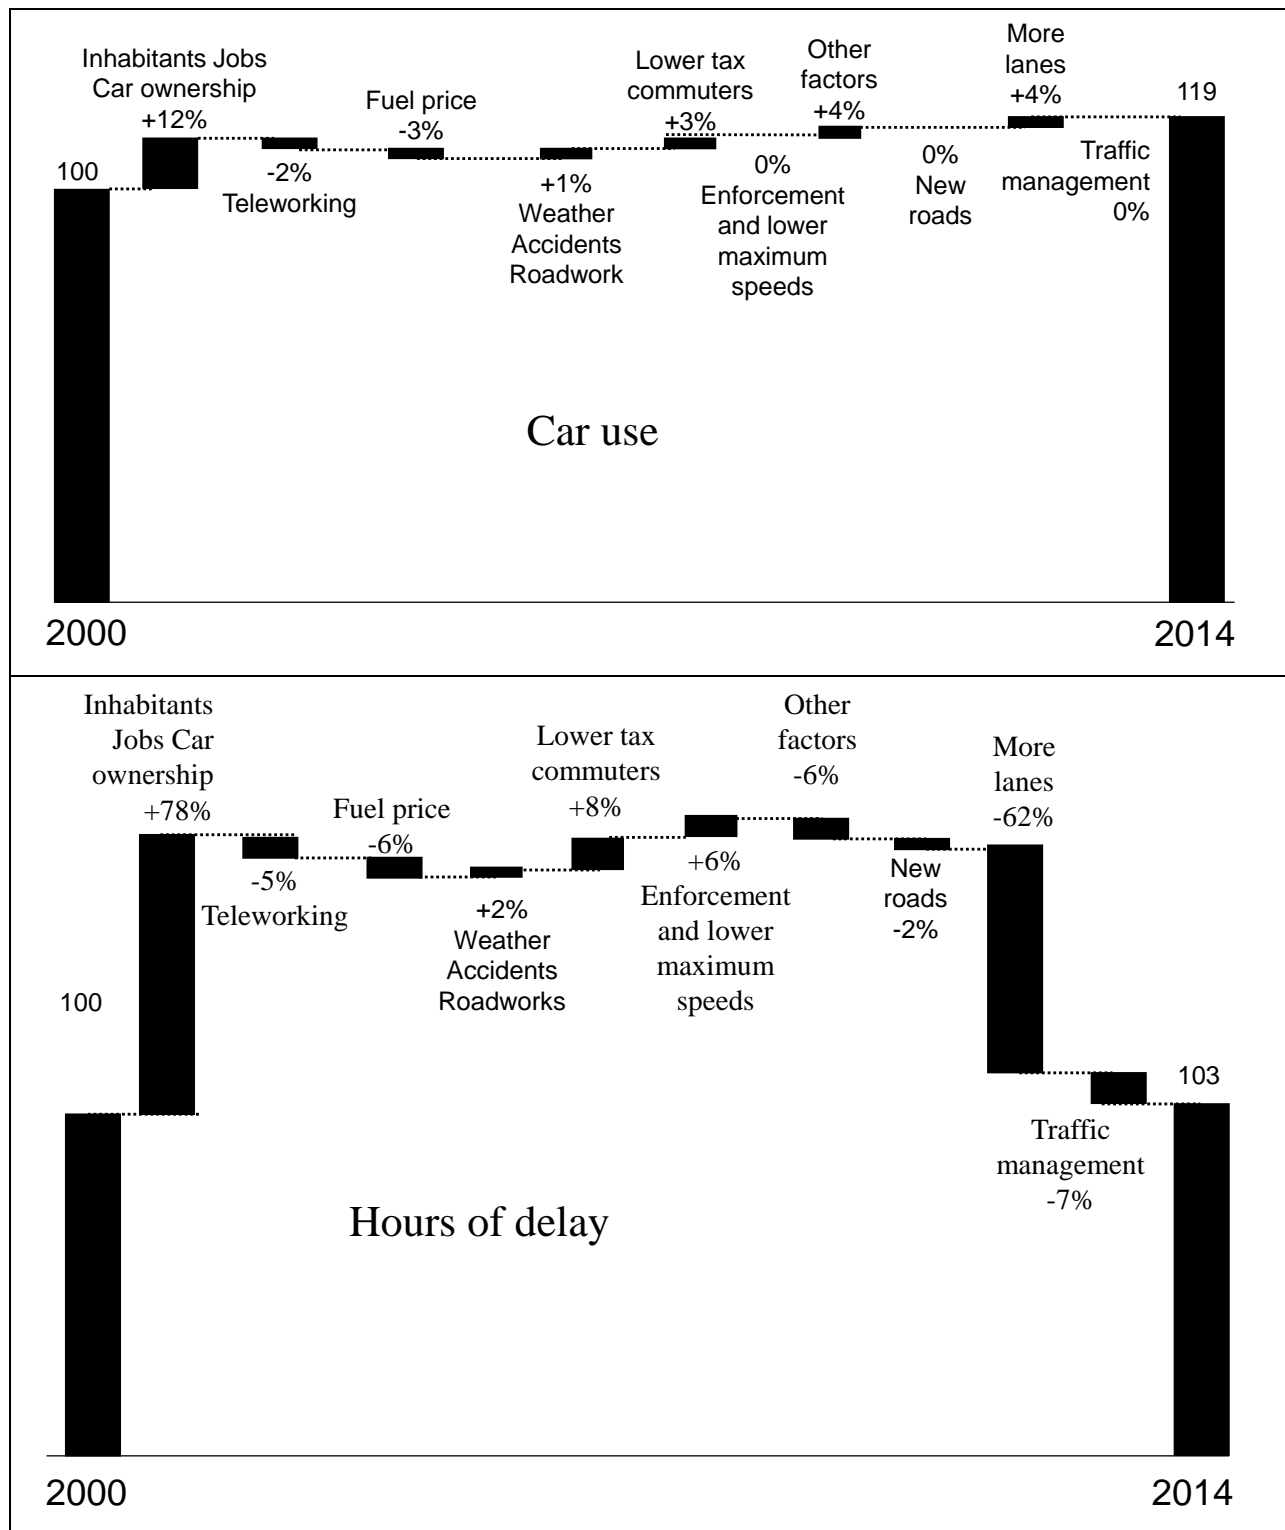 Inhabitants Jobs
Car ownership
+12%
100
-2%
Teleworking
Fuel price
-3%
+1%
Weather
Accidents
Roadwork
Lower tax
commuters
+3%
0%
Enforcement
and lower
maximum
speeds
Other
factors
+4%
0%
New
roads
More
lanes
+4%
Traffic
management
0%
119
Car use
2000
2014
Inhabitants
Jobs Car
ownership
+78%
100
-5%
Teleworking
Fuel price
-6%
+2%
Weather
Accidents
Roadworks
Lower tax
commuters
+8%
+6%
Enforcement
and lower
maximum
speeds
Other
factors
-6%
New
roads
-2%
More
lanes
-62%
Traffic
management
-7%
103
Hours of delay
2000
2014